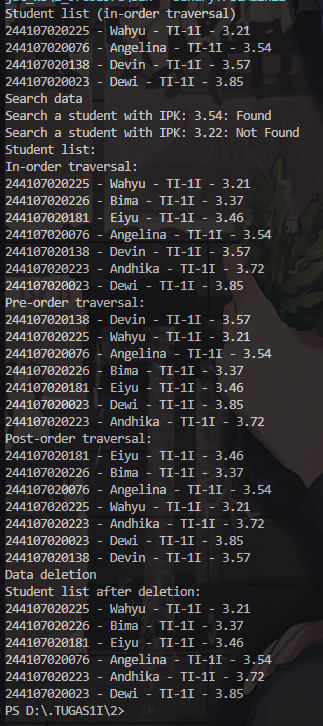 Student list (in-order traversal)
244107020225 - Wahyu - TI-1I - 3.21
244107020076 - Angelina - TI-1I - 3.54
244107020138 - Devin - TI-1I - 3.57
244107020023 - Dewi - TI-1I - 3.85
Search data
Search a student with IPK: 3.54: Found
Search a student with IPK: 3.22: Not Found
Student list:
In-order traversal:
244107020225 - Wahyu - TI-1I - 3.21
244107020226 - Bima - TI-1I - 3.37
244107020181 - Eiyu - TI-1I - 3.46
244107020076 - Angelina - TI-1I - 3.54
244107020138 - Devin - TI-1I - 3.57
244107020223 - Andhika - TI-1I - 3.72
244107020023 - Dewi - TI-1I - 3.85
Pre-order traversal:
244107020138 - Devin - TI-1I - 3.57
244107020225 - Wahyu - TI-1I - 3.21
244107020076 - Angelina - TI-1I - 3.54
244107020226 - Bima - TI-1I - 3.37
244107020181 - Eiyu - TI-1I - 3.46
244107020023 - Dewi - TI-1I - 3.85
244107020223 - Andhika - TI-1I - 3.72
Post-order traversal:
244107020181 - Eiyu - TI-1I - 3.46
244107020226 - Bima - TI-1I - 3.37
244107020076 - Angelina - TI-1I - 3.54
244107020225 - Wahyu - TI-1I - 3.21
244107020223 - Andhika - TI-1I - 3.72
244107020023 - Dewi - TI-1I - 3.85
244107020138 - Devin - TI-1I - 3.57
Data deletion
Student list after deletion:
244107020225 - Wahyu - TI-1I - 3.21
244107020226 - Bima - TI-1I - 3.37
244107020181 - Eiyu - TI-1I - 3.46
244107020076 - Angelina - TI-1I - 3.54
244107020223 - Andhika - TI-1I - 3.72
244107020023 - Dewi - TI-1I - 3.85
PS D:\.TUGAS1I\2>